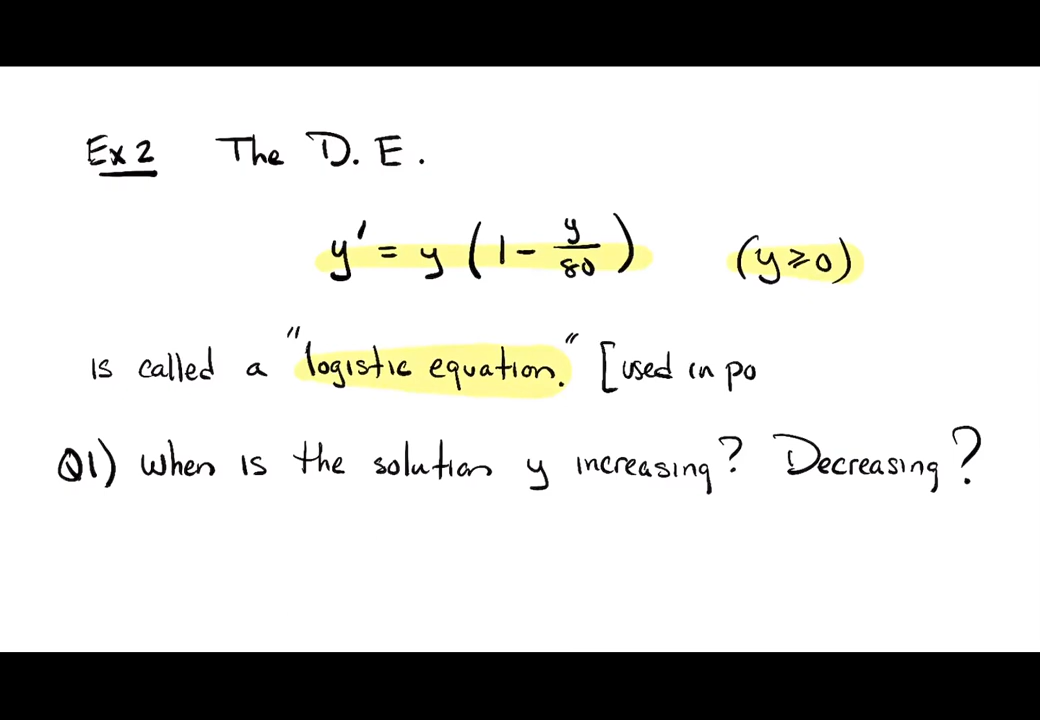 Ex 2 The D.E.
y' = y (1 - y/80) (y ≥ 0)
is called a "logistic equation." [used in po
Q1) When is the solution y increasing? Decreasing?